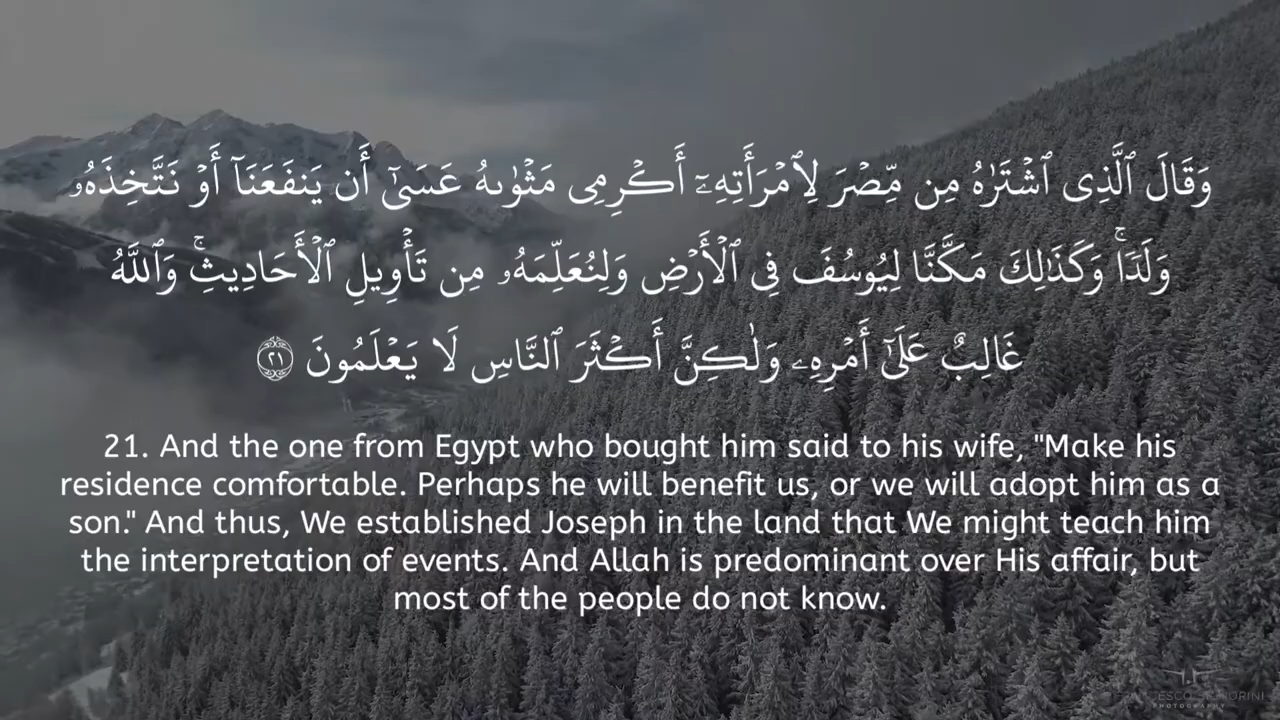 وَقَالَ ٱلَّذِى ٱشْتَرَىٰهُ مِن مِّصْرَ لِٱمْرَأَتِهِۦٓ أَكْرِمِى مَثْوَىٰهُ عَسَىٰٓ أَن يَنفَعَنَآ أَوْ نَتَّخِذَهُۥ
وَلَدًا ۚ وَكَذَٰلِكَ مَكَّنَّا لِيُوسُفَ فِى ٱلْأَرْضِ وَلِنُعَلِّمَهُۥ مِن تَأْوِيلِ ٱلْأَحَادِيثِ ۚ وَٱللَّهُ
غَالِبٌ عَلَىٰٓ أَمْرِهِۦ وَلَٰكِنَّ أَكْثَرَ ٱلنَّاسِ لَا يَعْلَمُونَ ٢١
21. And the one from Egypt who bought him said to his wife, "Make his
residence comfortable. Perhaps he will benefit us, or we will adopt him as a
son." And thus, We established Joseph in the land that We might teach him
the interpretation of events. And Allah is predominant over His affair, but
most of the people do not know.
PHOTOGRAPHY